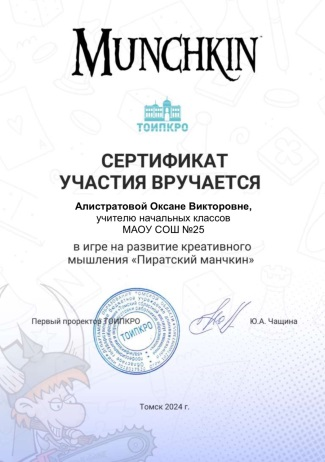 MUNCHKIN
ТОИПКРО
СЕРТИФИКАТ
УЧАСТИЯ ВРУЧАЕТСЯ
Алистратовой Оксане Викторовне,
учителю начальных классов
МАОУ СОШ №25
в игре на развитие креативного
мышления «Пиратский манчкин»
Первый проректор ТОИПКРО
Ю.А. Чащина
Томск 2024 г.